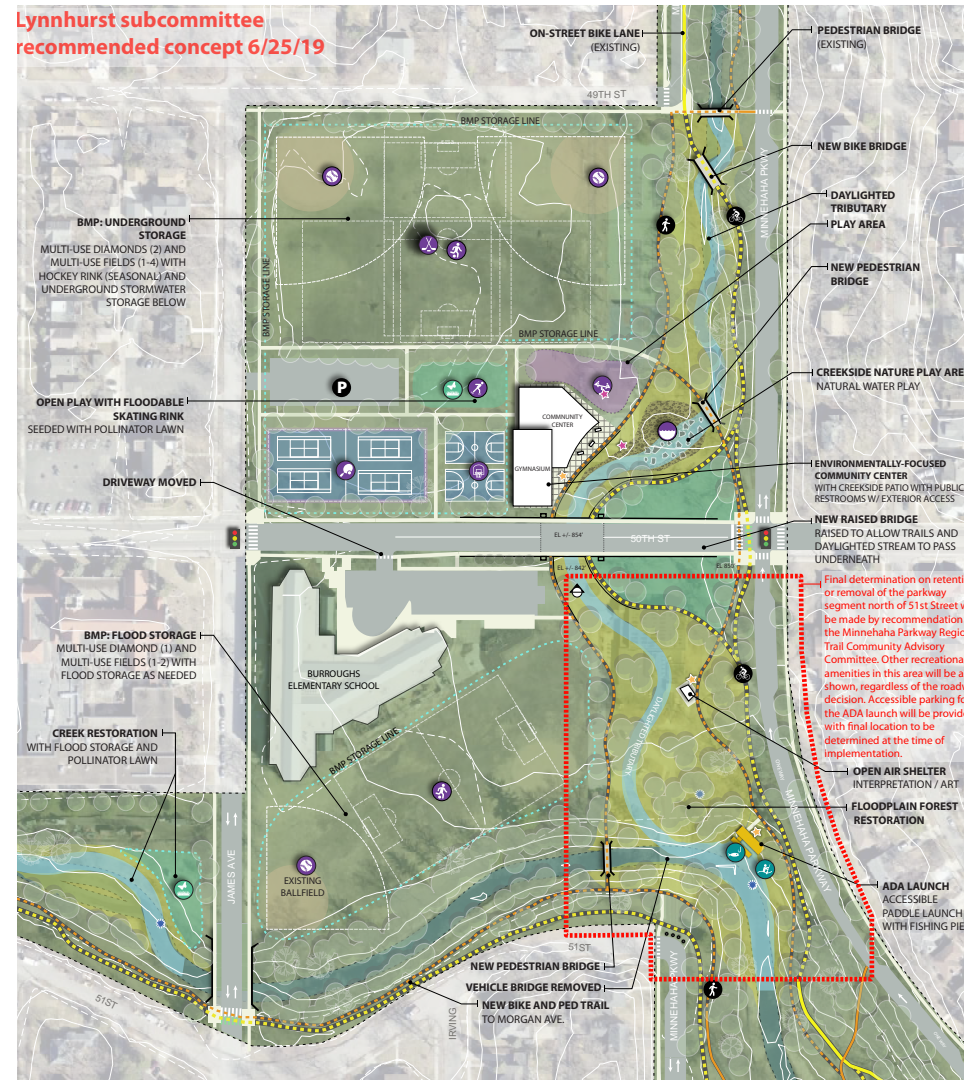 Lynnhurst subcommittee
recommended concept 6/25/19
ON-STREET BIKE LANE
(EXISTING)
PEDESTRIAN BRIDGE
(EXISTING)
49TH ST
BMP STORAGE LINE
NEW BIKE BRIDGE
MINNEHAHA PKWY
DAYLIGHTED
TRIBUTARY
PLAY AREA
BMP: UNDERGROUND
STORAGE
MULTI-USE DIAMONDS (2) AND
MULTI-USE FIELDS (1-4) WITH
HOCKEY RINK (SEASONAL) AND
UNDERGROUND STORMWATER
STORAGE BELOW
BMP STORAGE LINE
NEW PEDESTRIAN
BRIDGE
BMP STORAGE LINE
P
CREEKSIDE NATURE PLAY ARE
NATURAL WATER PLAY
OPEN PLAY WITH FLOODABLE
SKATING RINK
SEEDED WITH POLLINATOR LAWN
COMMUNITY
CENTER
GYMNASIUM
ENVIRONMENTALLY-FOCUSED
COMMUNITY CENTER
WITH CREEKSIDE PATIO WITH PUBLIC
RESTROOMS W/ EXTERIOR ACCESS
DRIVEWAY MOVED
NEW RAISED BRIDGE
RAISED TO ALLOW TRAILS AND
DAYLIGHTED STREAM TO PASS
UNDERNEATH
EL +/- 854'
50TH ST
EL +/- 842'
EL 850
Final determination on retenti
or removal of the parkway
segment north of 51st Street w
be made by recommendation
the Minnehaha Parkway Regio
Trail Community Advisory
Committee. Other recreationa
amenities in this area will be a
shown, regardless of the roadw
decision. Accessible parking fo
the ADA launch will be provide
with final location to be
determined at the time of
implementation.
BMP: FLOOD STORAGE
MULTI-USE DIAMOND (1) AND
MULTI-USE FIELDS (1-2) WITH
FLOOD STORAGE AS NEEDED
BURROUGHS
ELEMENTARY SCHOOL
BMP STORAGE LINE
DAYLIGHTED TRIBUTARY
CREEK RESTORATION
WITH FLOOD STORAGE AND
POLLINATOR LAWN
OPEN AIR SHELTER
INTERPRETATION / ART
FLOODPLAIN FOREST
RESTORATION
MINNEHAHA PARKWAY
JAMES AVE
EXISTING
BALLFIELD
ADA LAUNCH
ACCESSIBLE
PADDLE LAUNCH
WITH FISHING PIE
51ST
51ST
NEW PEDESTRIAN BRIDGE
VEHICLE BRIDGE REMOVED
NEW BIKE AND PED TRAIL
TO MORGAN AVE.
IRVING
MINNEHAHA PKWY